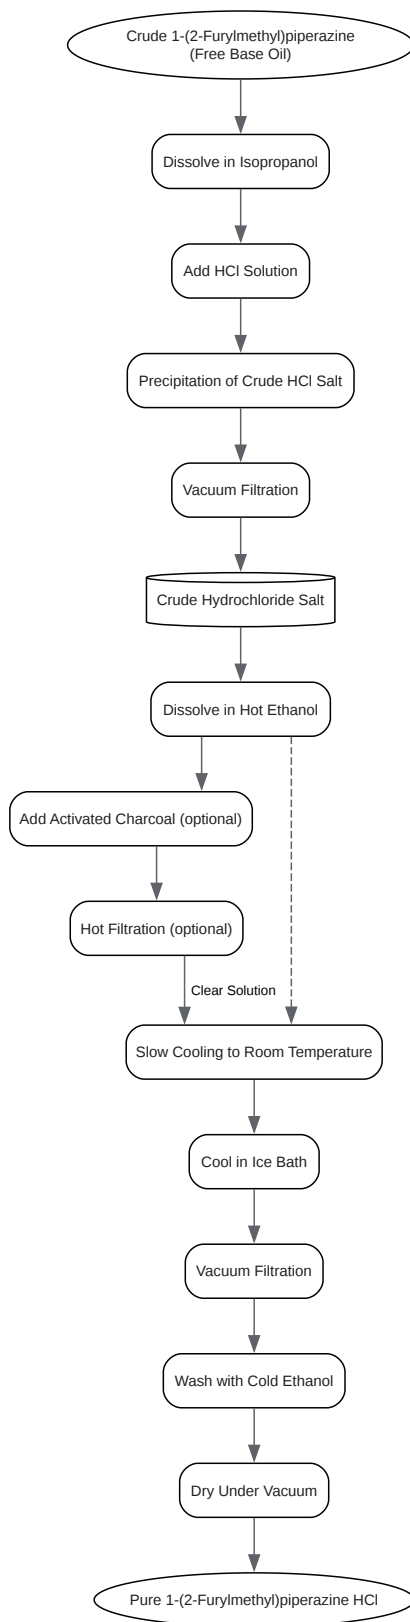 Crude 1-(2-Furylmethyl)piperazine
(Free Base Oil)
Dissolve in Isopropanol
Add HCl Solution
Precipitation of Crude HCl Salt
Vacuum Filtration
Crude Hydrochloride Salt
Dissolve in Hot Ethanol
Add Activated Charcoal (optional)
Hot Filtration (optional)
Clear Solution
Slow Cooling to Room Temperature
Cool in Ice Bath
Vacuum Filtration
Wash with Cold Ethanol
Dry Under Vacuum
Pure 1-(2-Furylmethyl)piperazine HCl